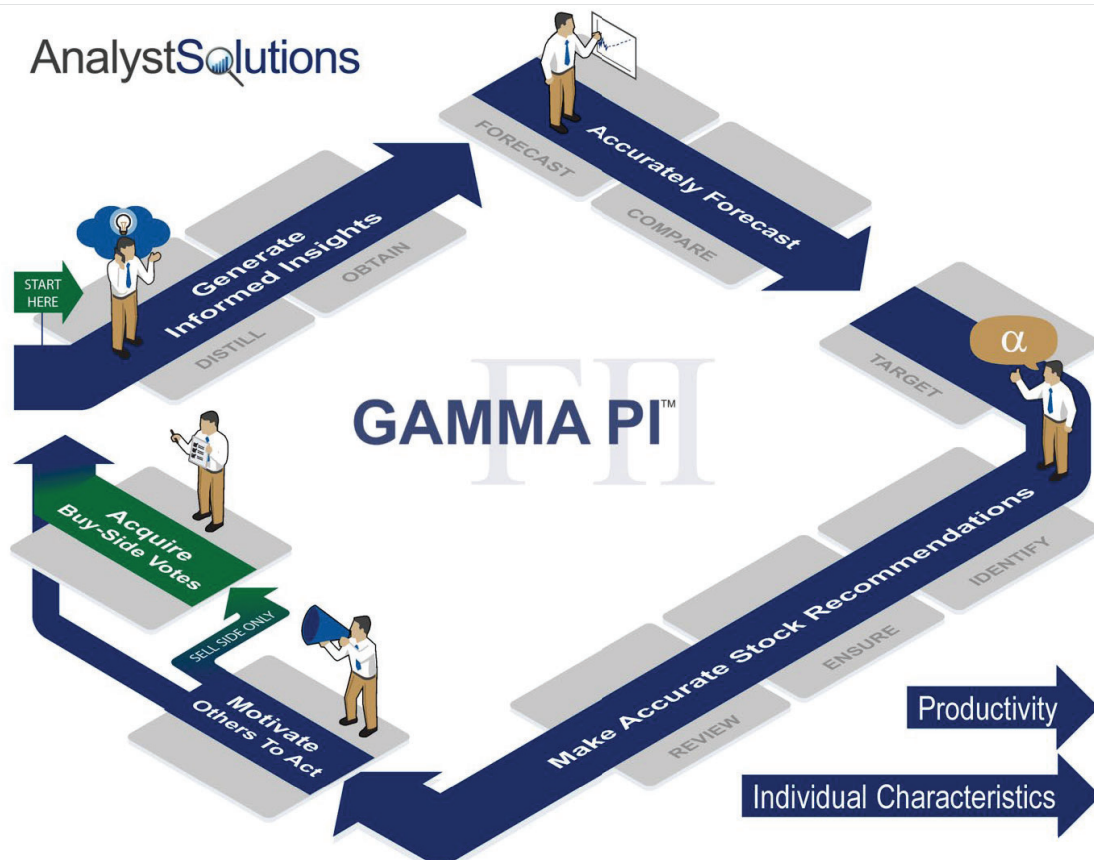 AnalystSolutions
START
HERE
Generate
Informed Insights
DISTILL
OBTAIN
Accurately Forecast
FORECAST
COMPARE
α
TARGET
Make Accurate Stock Recommendations
IDENTIFY
ENSURE
REVIEW
Motivate
Others To Act
SELL SIDE ONLY
Acquire
Buy-Side Votes
ΓΠ
GAMMA PI™
Productivity
Individual Characteristics